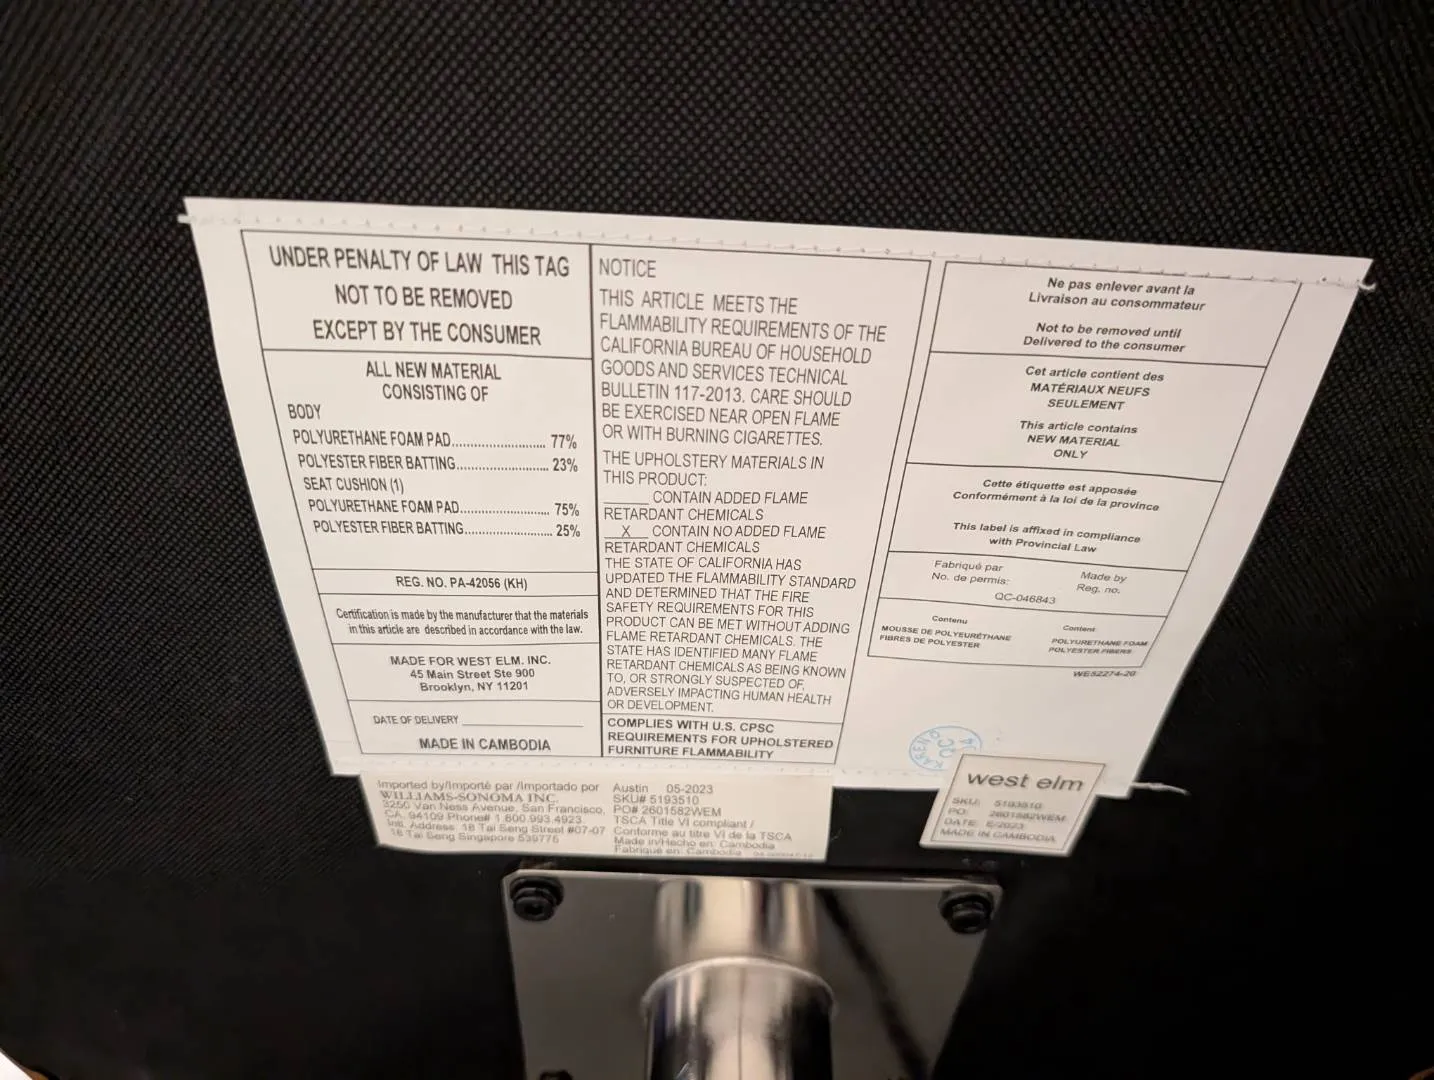 UNDER PENALTY OF LAW THIS TAG
NOT TO BE REMOVED
EXCEPT BY THE CONSUMER
ALL NEW MATERIAL
CONSISTING OF
BODY
POLYURETHANE FOAM PAD.......................... 77%
POLYESTER FIBER BATTING......................... 23%
SEAT CUSHION (1)
POLYURETHANE FOAM PAD......................... 75%
POLYESTER FIBER BATTING........................ 25%
REG. NO. PA-42056 (KH)
Certification is made by the manufacturer that the materials
in this article are described in accordance with the law.
MADE FOR WEST ELM. INC.
45 Main Street Ste 900
Brooklyn, NY 11201
DATE OF DELIVERY ____________
MADE IN CAMBODIA
NOTICE
THIS ARTICLE MEETS THE
FLAMMABILITY REQUIREMENTS OF THE
CALIFORNIA BUREAU OF HOUSEHOLD
GOODS AND SERVICES TECHNICAL
BULLETIN 117-2013. CARE SHOULD
BE EXERCISED NEAR OPEN FLAME
OR WITH BURNING CIGARETTES.
THE UPHOLSTERY MATERIALS IN
THIS PRODUCT:
_____ CONTAIN ADDED FLAME
RETARDANT CHEMICALS
__X__ CONTAIN NO ADDED FLAME
RETARDANT CHEMICALS
THE STATE OF CALIFORNIA HAS
UPDATED THE FLAMMABILITY STANDARD
AND DETERMINED THAT THE FIRE
SAFETY REQUIREMENTS FOR THIS
PRODUCT CAN BE MET WITHOUT ADDING
FLAME RETARDANT CHEMICALS. THE
STATE HAS IDENTIFIED MANY FLAME
RETARDANT CHEMICALS AS BEING KNOWN
TO, OR STRONGLY SUSPECTED OF,
ADVERSELY IMPACTING HUMAN HEALTH
OR DEVELOPMENT.
COMPLIES WITH U.S. CPSC
REQUIREMENTS FOR UPHOLSTERED
FURNITURE FLAMMABILITY
Ne pas enlever avant la
Livraison au consommateur
Not to be removed until
Delivered to the consumer
Cet article contient des
MATÉRIAUX NEUFS
SEULEMENT
This article contains
NEW MATERIAL
ONLY
Cette étiquette est apposée
Conformément à la loi de la province
This label is affixed in compliance
with Provincial Law
Fabriqué par
No. de permis:
Made by
Reg. no.
QC-046843
Contenu
MOUSSE DE POLYEURÉTHANE
FIBRES DE POLYESTER
Content:
POLYURETHANE FOAM
POLYESTER FIBERS
WE52274-20
QC
Imported by/Importé par /Importado por
WILLIAMS-SONOMA INC.
3250 Van Ness Avenue, San Francisco,
CA. 94109 Phone# 1.800.993.4923
Intl. Address: 18 Tai Seng Street #07-07
18 Tai Seng Singapore 539775
Austin 05-2023
SKU# 5193510
PO# 2601582WEM
TSCA Title VI compliant /
Conforme au titre VI de la TSCA
Made in/Hecho en: Cambodia
Fabriqué en: Cambodia
west elm
SKU: 5193510
PO: 2601582WEM
DATE: 5/2023
MADE IN CAMBODIA